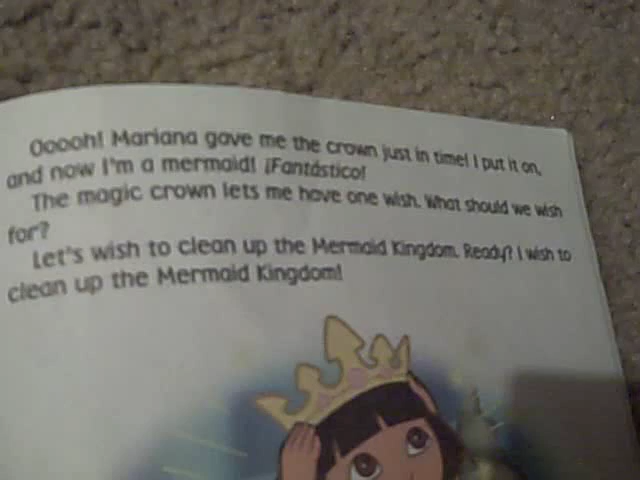 Ooooh! Mariana gave me the crown just in time! I put it on,
and now I'm a mermaid! ¡Fantástico!
The magic crown lets me have one wish. What should we wish
for?
Let's wish to clean up the Mermaid Kingdom. Ready? I wish to
clean up the Mermaid Kingdom!